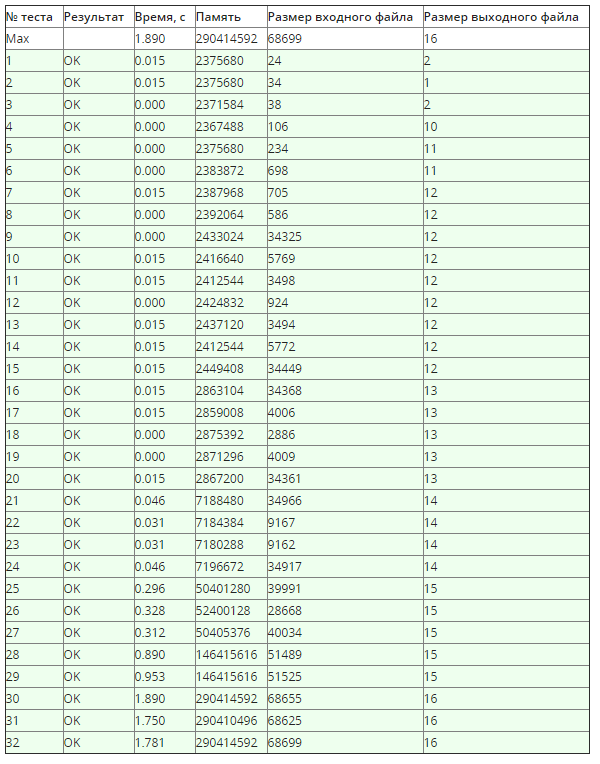 № теста Результат Время, с Память Размер входного файла Размер выходного файла
Max 1.890 290414592 68699 16
1 OK 0.015 2375680 24 2
2 OK 0.015 2375680 34 1
3 OK 0.000 2371584 38 2
4 OK 0.000 2367488 106 10
5 OK 0.000 2375680 234 11
6 OK 0.000 2383872 698 11
7 OK 0.015 2387968 705 12
8 OK 0.000 2392064 586 12
9 OK 0.000 2433024 34325 12
10 OK 0.015 2416640 5769 12
11 OK 0.015 2412544 3498 12
12 OK 0.000 2424832 924 12
13 OK 0.015 2437120 3494 12
14 OK 0.015 2412544 5772 12
15 OK 0.015 2449408 34449 12
16 OK 0.015 2863104 34368 13
17 OK 0.015 2859008 4006 13
18 OK 0.000 2875392 2886 13
19 OK 0.000 2871296 4009 13
20 OK 0.015 2867200 34361 13
21 OK 0.046 7188480 34966 14
22 OK 0.031 7184384 9167 14
23 OK 0.031 7180288 9162 14
24 OK 0.046 7196672 34917 14
25 OK 0.296 50401280 39991 15
26 OK 0.328 52400128 28668 15
27 OK 0.312 50405376 40034 15
28 OK 0.890 146415616 51489 15
29 OK 0.953 146415616 51525 15
30 OK 1.890 290414592 68655 16
31 OK 1.750 290410496 68625 16
32 OK 1.781 290414592 68699 16